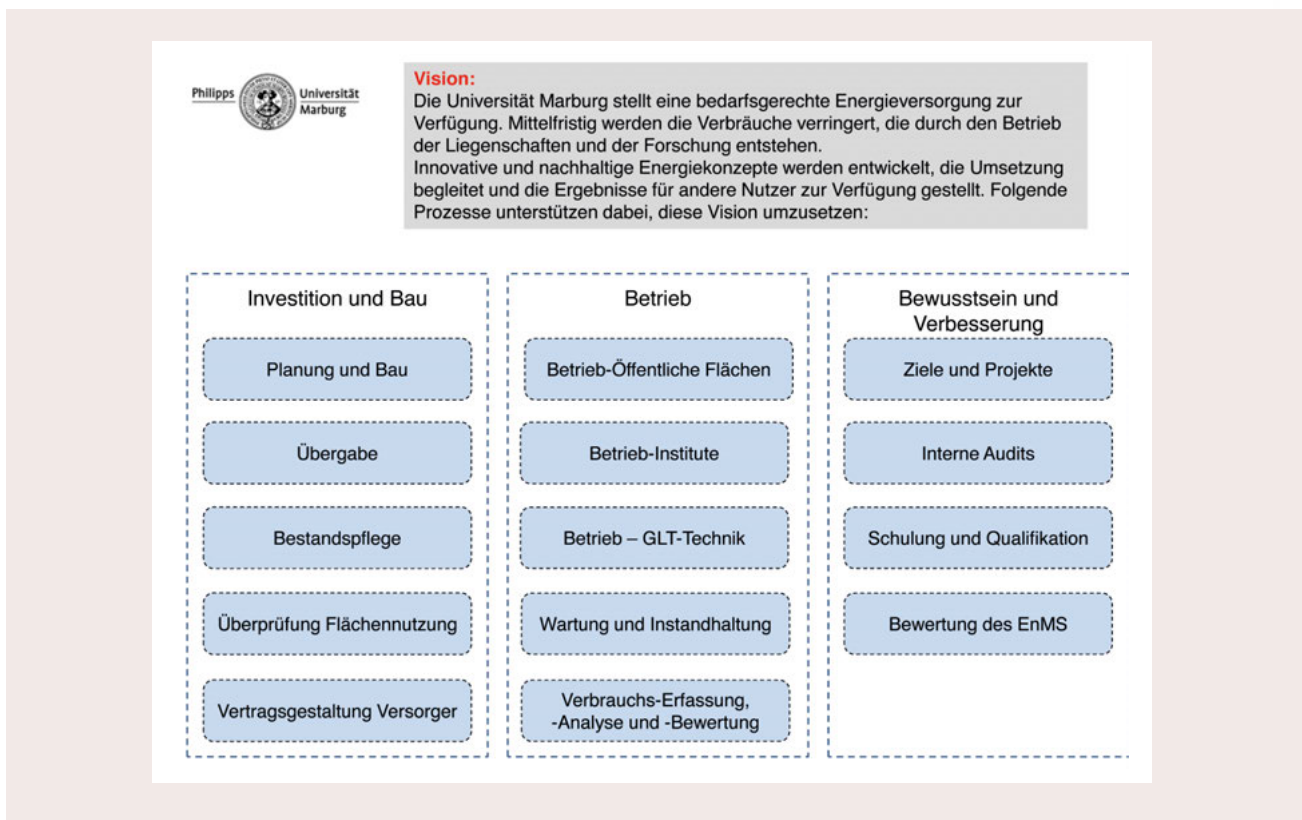 Philipps
Universität
Marburg
Vision:
Die Universität Marburg stellt eine bedarfsgerechte Energieversorgung zur
Verfügung. Mittelfristig werden die Verbräuche verringert, die durch den Betrieb
der Liegenschaften und der Forschung entstehen.
Innovative und nachhaltige Energiekonzepte werden entwickelt, die Umsetzung
begleitet und die Ergebnisse für andere Nutzer zur Verfügung gestellt. Folgende
Prozesse unterstützen dabei, diese Vision umzusetzen:
Investition und Bau
Planung und Bau
Übergabe
Bestandspflege
Überprüfung Flächennutzung
Vertragsgestaltung Versorger
Betrieb
Betrieb-Öffentliche Flächen
Betrieb-Institute
Betrieb – GLT-Technik
Wartung und Instandhaltung
Verbrauchs-Erfassung,
-Analyse und -Bewertung
Bewusstsein und
Verbesserung
Ziele und Projekte
Interne Audits
Schulung und Qualifikation
Bewertung des EnMS